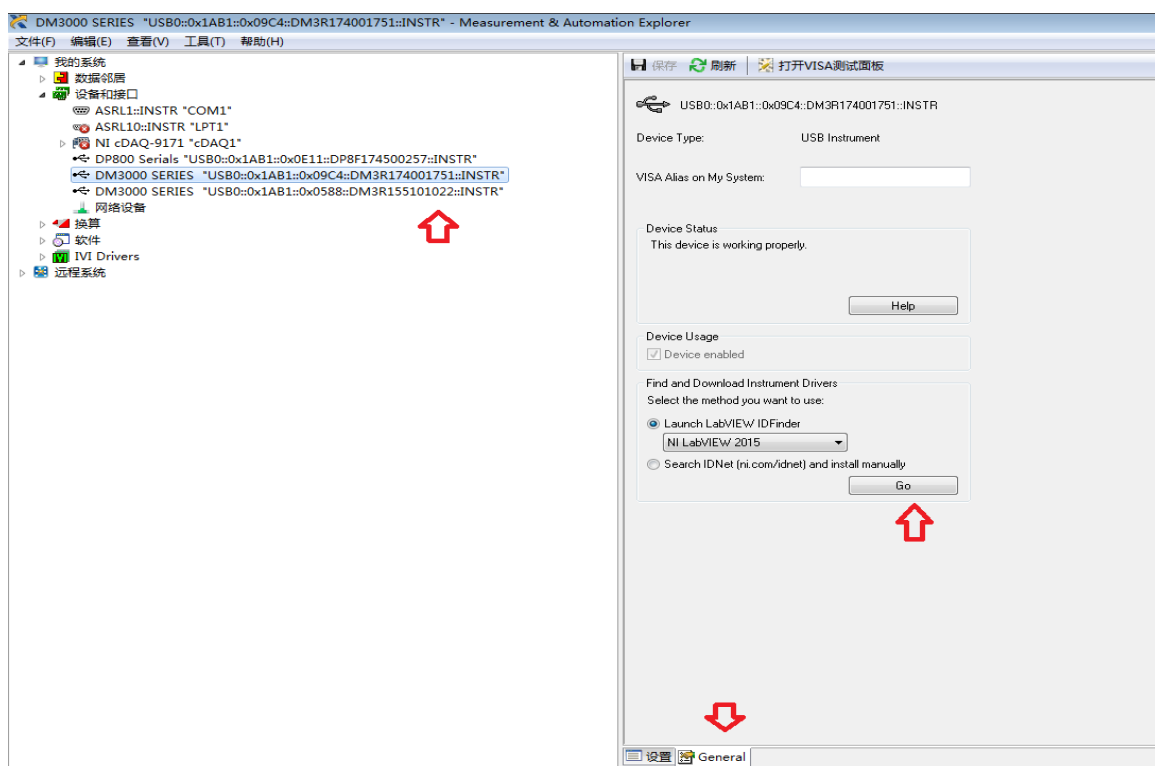 DM3000 SERIES  "USB0::0x1AB1::0x09C4::DM3R174001751::INSTR" - Measurement & Automation Explorer
文件(F)  编辑(E)  查看(V)  工具(T)  帮助(H)
我的系统
数据邻居
设备和接口
ASRL1::INSTR "COM1"
ASRL10::INSTR "LPT1"
NI cDAQ-9171 "cDAQ1"
DP800 Serials "USB0::0x1AB1::0x0E11::DP8F174500257::INSTR"
DM3000 SERIES  "USB0::0x1AB1::0x09C4::DM3R174001751::INSTR"
DM3000 SERIES  "USB0::0x1AB1::0x0588::DM3R155101022::INSTR"
网络设备
换算
软件
IVI Drivers
远程系统
保存  刷新  打开VISA测试面板
USB0::0x1AB1::0x09C4::DM3R174001751::INSTR
Device Type:  USB Instrument
VISA Alias on My System:
Device Status
This device is working properly.
Help
Device Usage
Device enabled
Find and Download Instrument Drivers
Select the method you want to use:
Launch LabVIEW IDFinder
NI LabVIEW 2015
Search IDNet (ni.com/idnet) and install manually
Go
设置  General